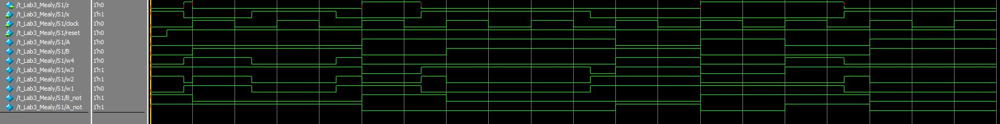 /t_Lab3_Mealy/S1/z 1'h0
/t_Lab3_Mealy/S1/x 1'h1
/t_Lab3_Mealy/S1/clock 1'h0
/t_Lab3_Mealy/S1/reset 1'h0
/t_Lab3_Mealy/S1/A 1'h0
/t_Lab3_Mealy/S1/B 1'h0
/t_Lab3_Mealy/S1/w4 1'h0
/t_Lab3_Mealy/S1/w3 1'h1
/t_Lab3_Mealy/S1/w2 1'h1
/t_Lab3_Mealy/S1/w1 1'h0
/t_Lab3_Mealy/S1/B_not 1'h1
/t_Lab3_Mealy/S1/A_not 1'h1